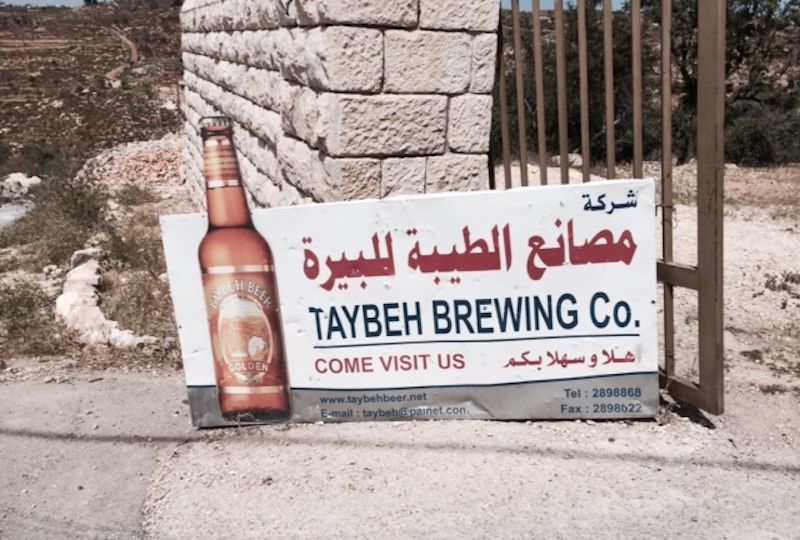 شركة
مصانع الطيبة للبيرة
TAYBEH BREWING Co.
COME VISIT US
هلا و سهلا بكم
www.taybehbeer.net
E-mail : taybeh@palnet.com
Tel : 2898868
Fax : 2898622
TAYBEH BEER
GOLDEN